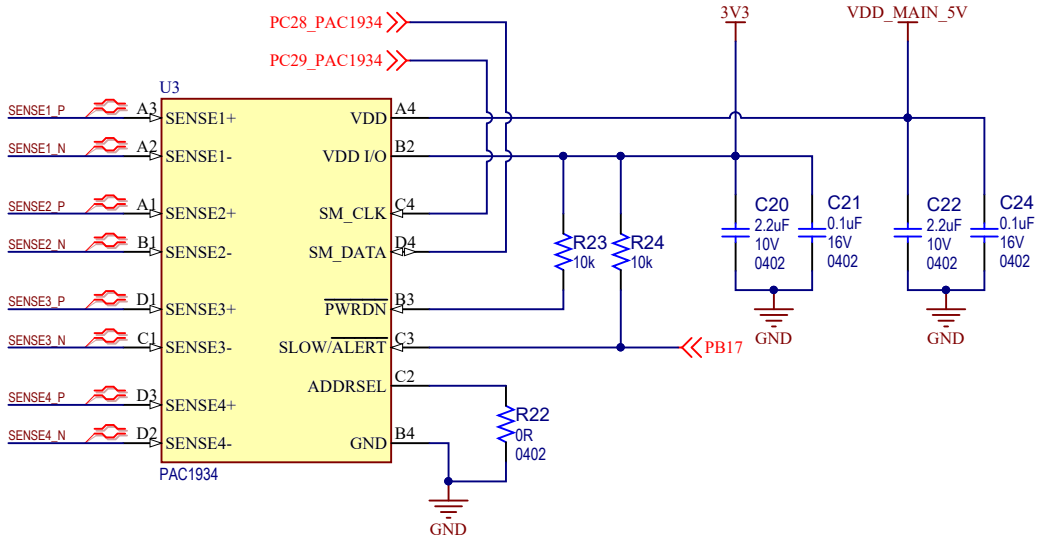 PC28_PAC1934
3V3
VDD_MAIN_5V
PC29_PAC1934
U3
SENSE1_P
A3
SENSE1+
VDD
A4
SENSE1_N
A2
SENSE1-
VDD I/O
B2
SENSE2_P
A1
SENSE2+
SM_CLK
C4
SENSE2_N
B1
SENSE2-
SM_DATA
D4
SENSE3_P
D1
SENSE3+
PWRDN
B3
SENSE3_N
C1
SENSE3-
SLOW/ALERT
C3
PB17
SENSE4_P
D3
SENSE4+
ADDRSEL
C2
SENSE4_N
D2
SENSE4-
GND
B4
PAC1934
R23
10k
R24
10k
R22
0R
0402
GND
C20
2.2uF
10V
0402
C21
0.1uF
16V
0402
GND
C22
2.2uF
10V
0402
C24
0.1uF
16V
0402
GND